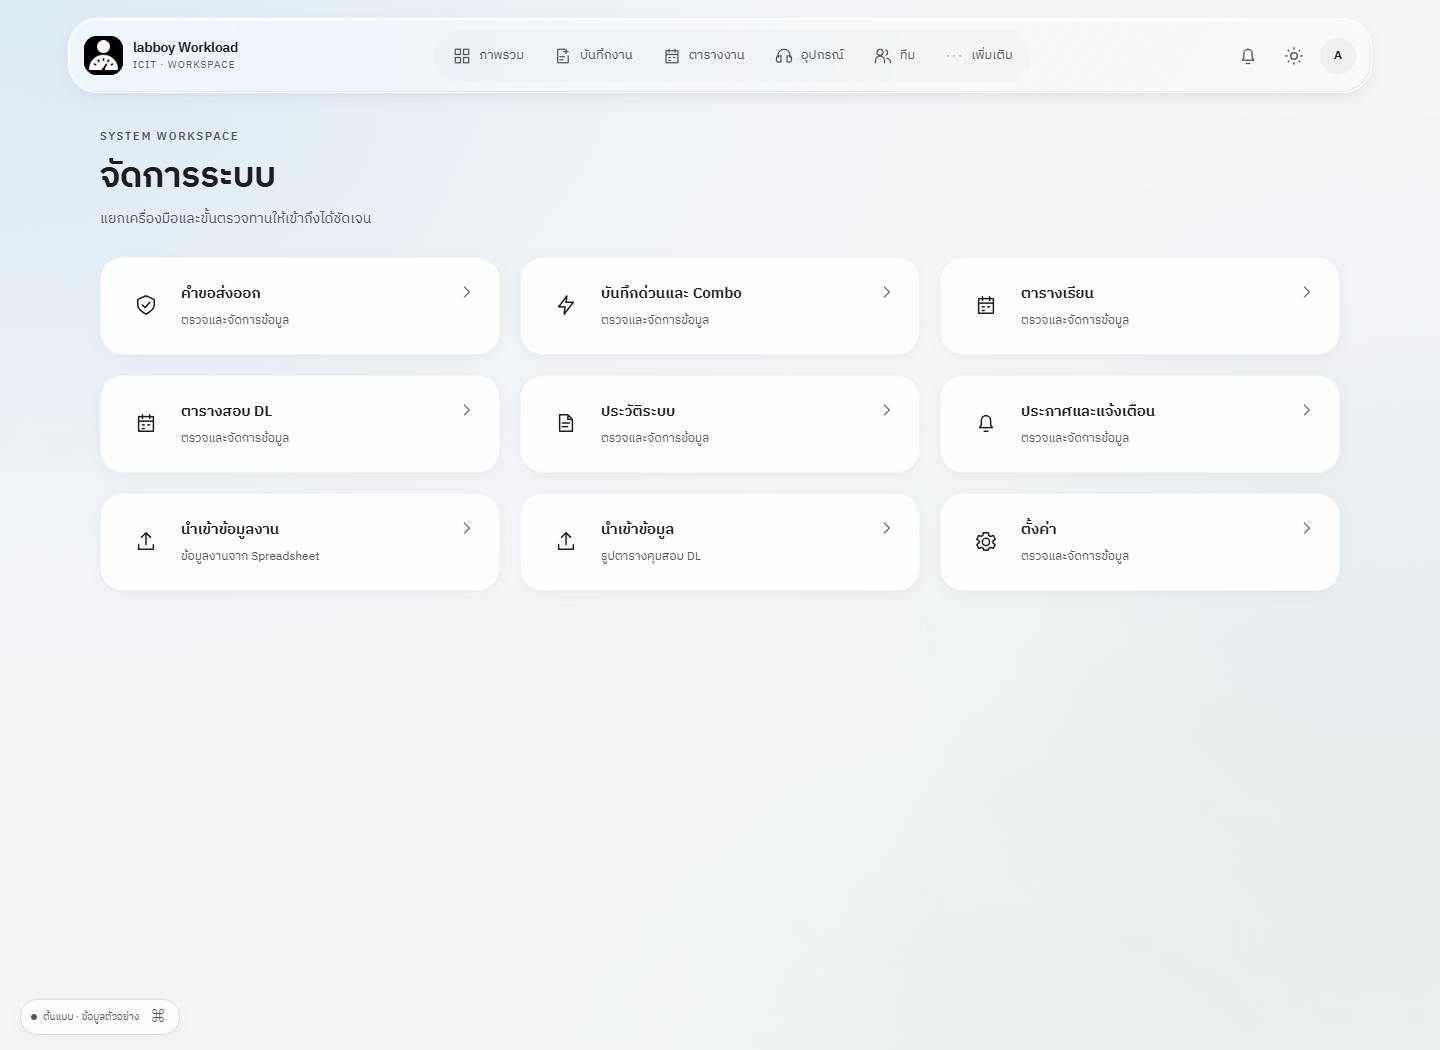 labboy Workload
ICIT · WORKSPACE
ภาพรวม
บันทึกงาน
ตารางงาน
อุปกรณ์
ทีม
เพิ่มเติม
A
SYSTEM WORKSPACE
จัดการระบบ
แยกเครื่องมือและขั้นตรวจทานให้เข้าถึงได้ชัดเจน
คำขอส่งออก
ตรวจและจัดการข้อมูล
บันทึกด่วนและ Combo
ตรวจและจัดการข้อมูล
ตารางเรียน
ตรวจและจัดการข้อมูล
ตารางสอบ DL
ตรวจและจัดการข้อมูล
ประวัติระบบ
ตรวจและจัดการข้อมูล
ประกาศและแจ้งเตือน
ตรวจและจัดการข้อมูล
นำเข้าข้อมูลงาน
ข้อมูลงานจาก Spreadsheet
นำเข้าข้อมูล
รูปตารางคุมสอบ DL
ตั้งค่า
ตรวจและจัดการข้อมูล
ต้นแบบ · ข้อมูลตัวอย่าง ⌘